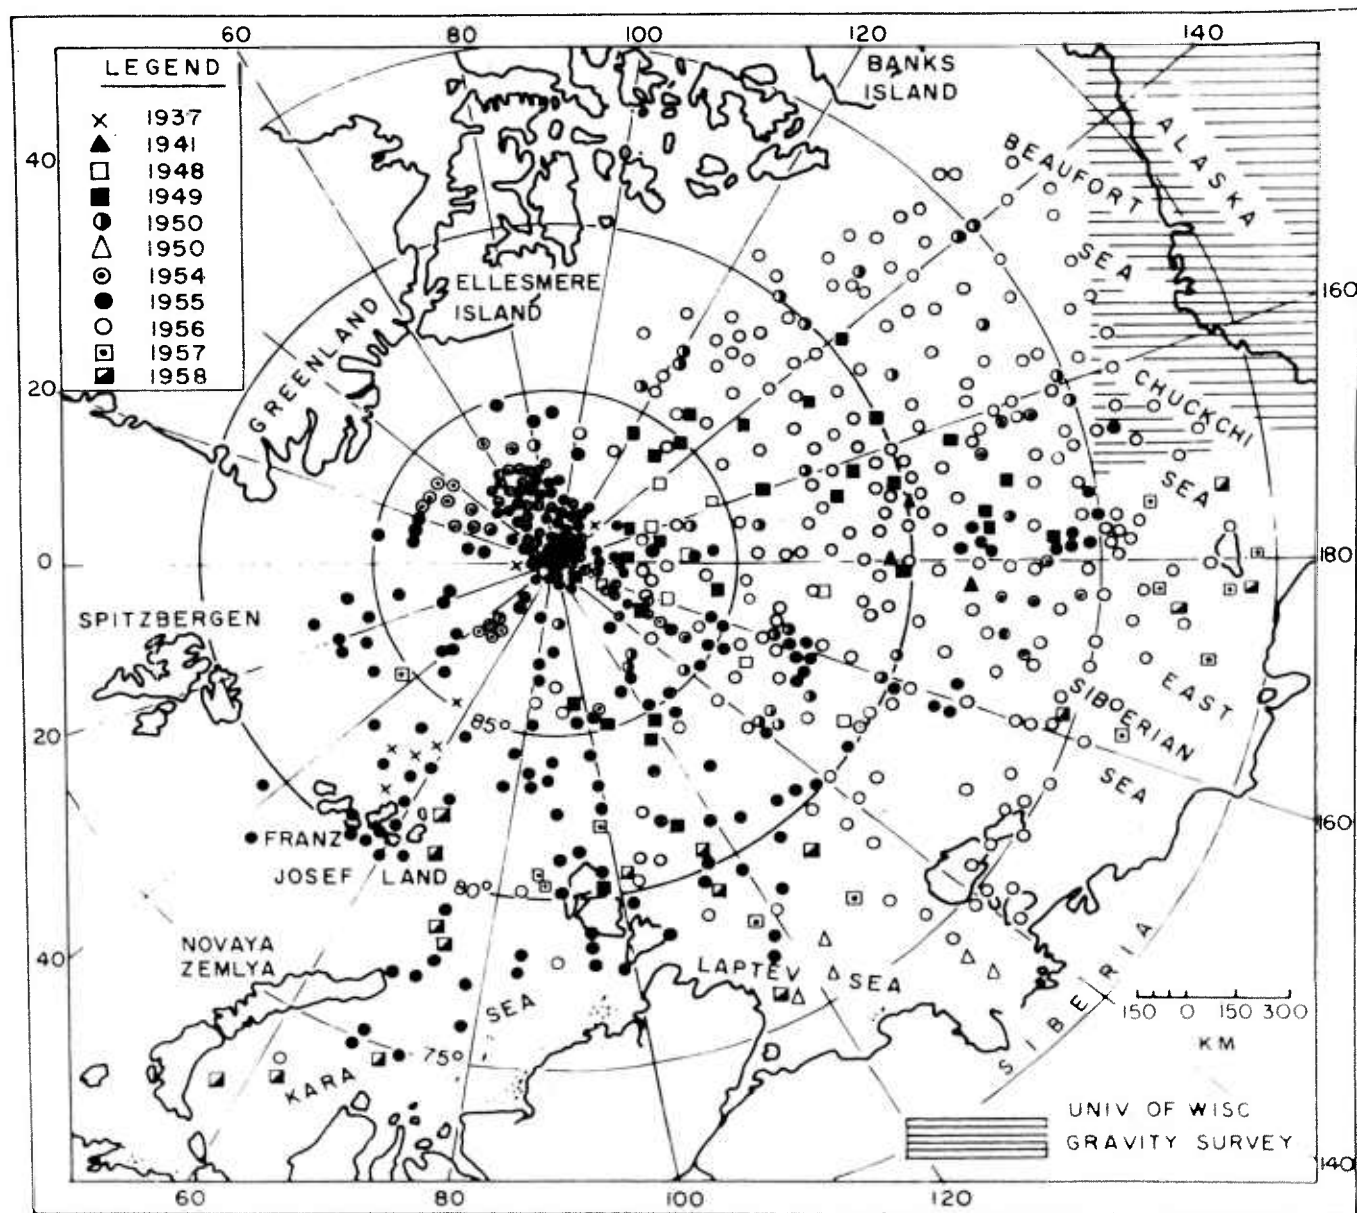 60
80
100
120
140
LEGEND
1937
1941
1948
1949
1950
1950
1954
1955
1956
1957
1958
BANKS
ISLAND
ALASKA
BEAUFORT
SEA
40
20
0
20
40
160
180
160
140
ELLESMERE
ISLAND
GREENLAND
CHUCKCHI
SEA
SPITZBERGEN
85°
EAST
SIBERIAN
SEA
FRANZ
JOSEF LAND
80°
NOVAYA
ZEMLYA
LAPTEV SEA
SEA
KARA
75°
SIBERIA
150 0 150 300
KM
UNIV OF WISC
GRAVITY SURVEY
60
80
100
120